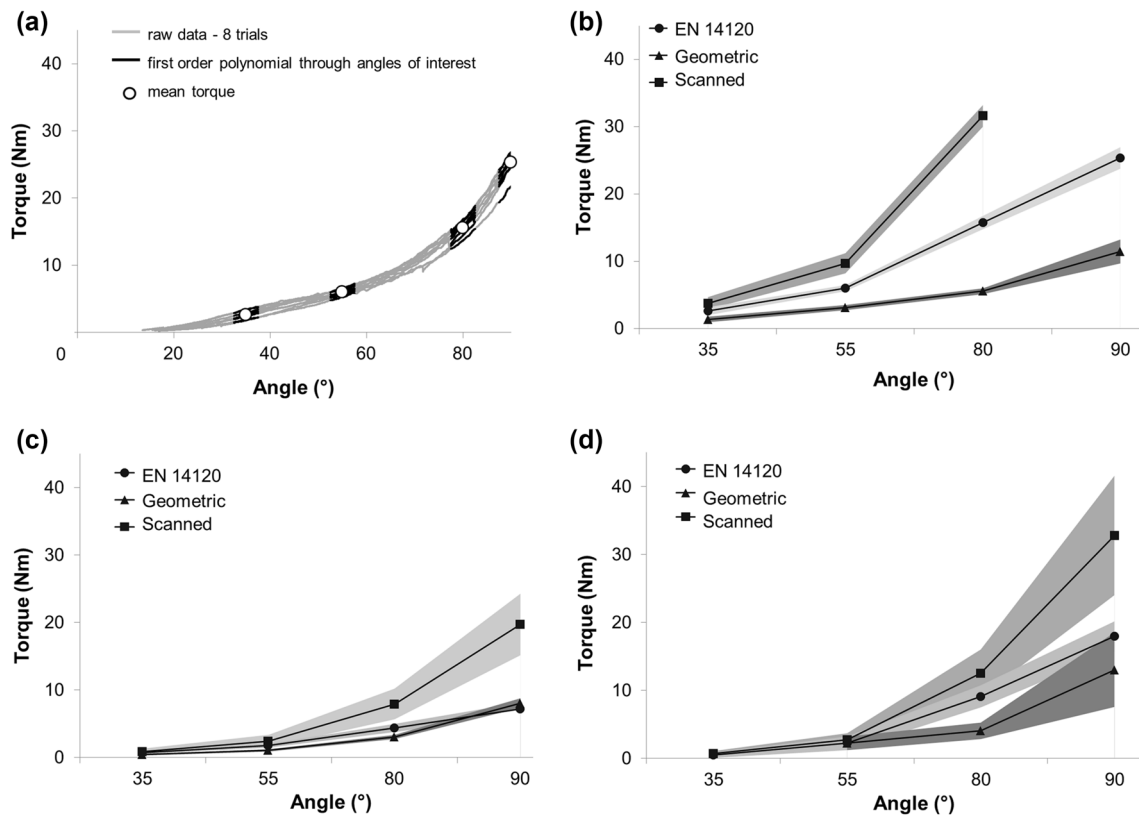 (a)
raw data - 8 trials
first order polynomial through angles of interest
mean torque
Torque (Nm)
40
30
20
10
0
20 40 60 80
Angle (°)
(b)
EN 14120
Geometric
Scanned
Torque (Nm)
40
30
20
10
0
35 55 80 90
Angle (°)
(c)
EN 14120
Geometric
Scanned
Torque (Nm)
40
30
20
10
0
35 55 80 90
Angle (°)
(d)
EN 14120
Geometric
Scanned
Torque (Nm)
40
30
20
10
0
35 55 80 90
Angle (°)